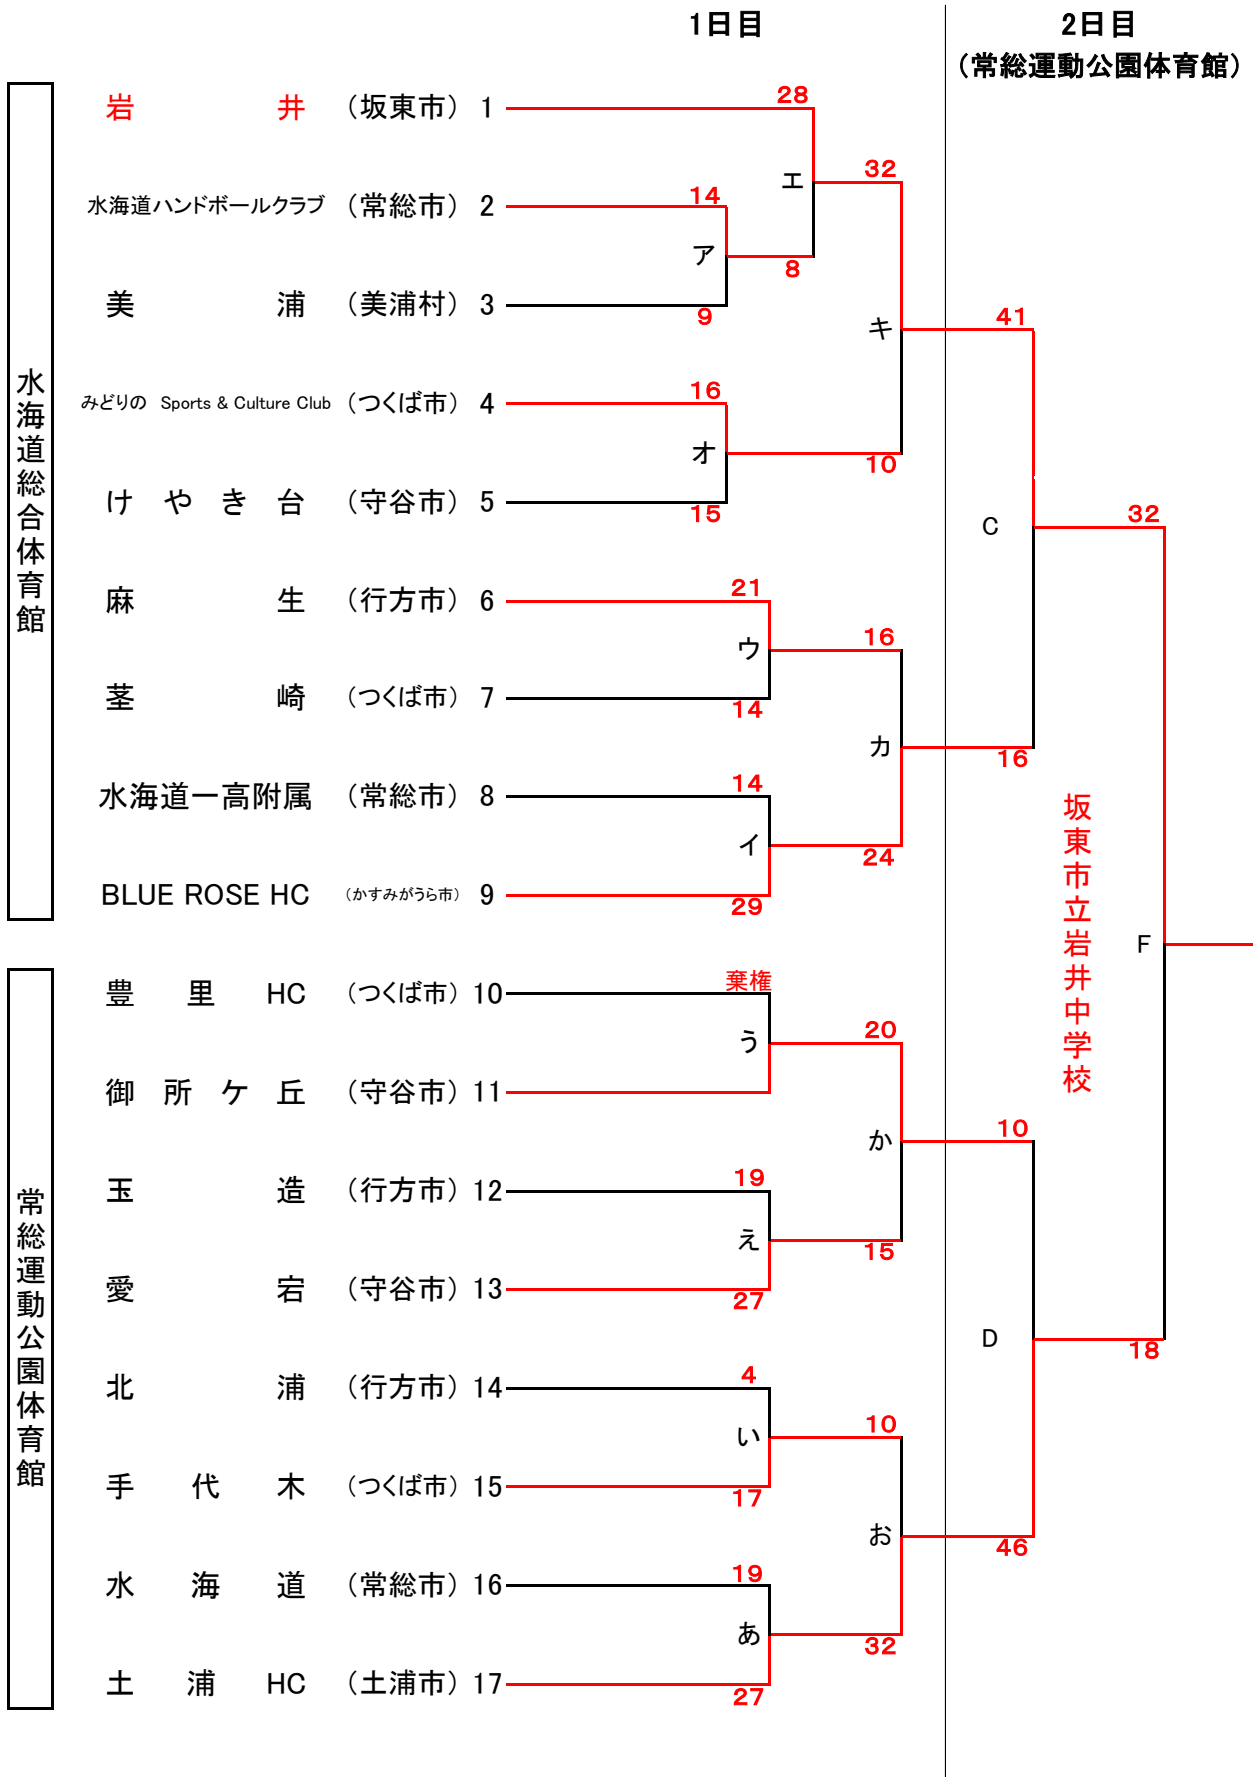 1日目
2日目
（常総運動公園体育館）
水海道総合体育館
岩井 （坂東市） 1
28
エ
32
水海道ハンドボールクラブ （常総市） 2
14
ア
8
美浦 （美浦村） 3
9
キ
41
みどりの Sports & Culture Club （つくば市） 4
16
オ
10
けやき台 （守谷市） 5
15
C
32
麻生 （行方市） 6
21
ウ
16
茎崎 （つくば市） 7
14
カ
16
水海道一高附属 （常総市） 8
14
イ
24
BLUE ROSE HC （かすみがうら市） 9
29
坂東市立岩井中学校
F
常総運動公園体育館
豊里HC （つくば市） 10
棄権
う
20
御所ケ丘 （守谷市） 11
か
10
玉造 （行方市） 12
19
え
15
愛宕 （守谷市） 13
27
D
18
北浦 （行方市） 14
4
い
10
手代木 （つくば市） 15
17
お
46
水海道 （常総市） 16
19
あ
32
土浦HC （土浦市） 17
27